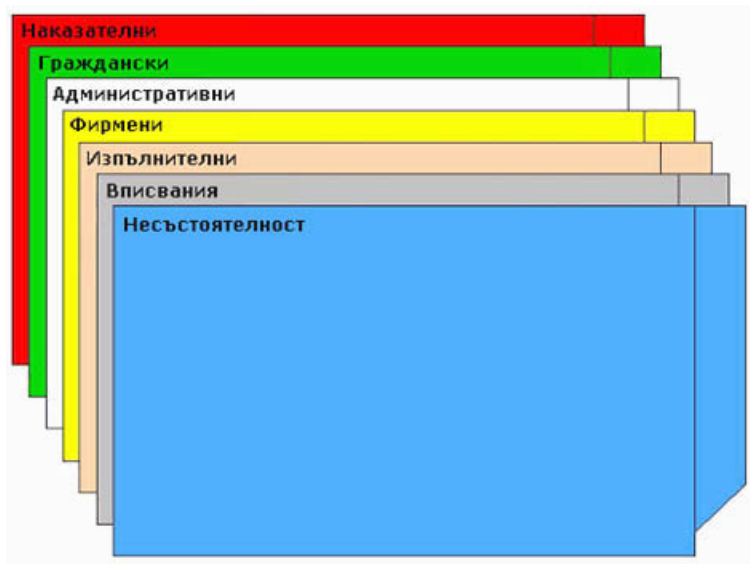 Наказателни
Граждански
Административни
Фирмени
Изпълнителни
Вписвания
Несъстоятелност